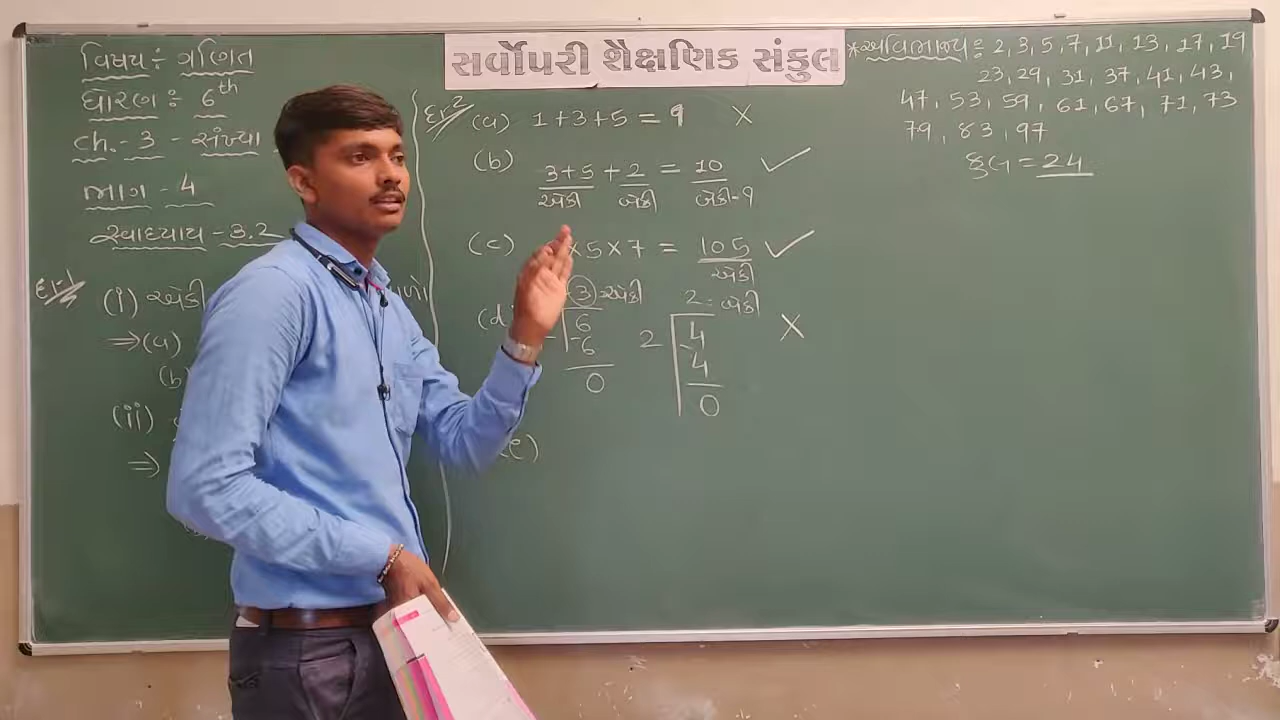 સર્વોપરી શૈક્ષણિક સંકુલ
વિષય : ગણિત
ધોરણ : 6th
ch. - 3 - સંખ્યા
ભાગ - 4
સ્વાધ્યાય - 3.2
(i) એકી
⇒ (a)
(b)
(ii)
⇒
(a) 1 + 3 + 5 = 9 X
(b) 3 + 5 + 2 = 10 ✓
એકી બેકી બેકી - 9
(c) × 5 × 7 = 105 ✓
એકી
(d) 3 = એકી 2 = બેકી
6 2 4 X
-6 -4
0 0
(e)
* અવિભાજ્ય : 2, 3, 5, 7, 11, 13, 17, 19
23, 29, 31, 37, 41, 43,
47, 53, 59, 61, 67, 71, 73
79, 83, 97
કુલ = 24